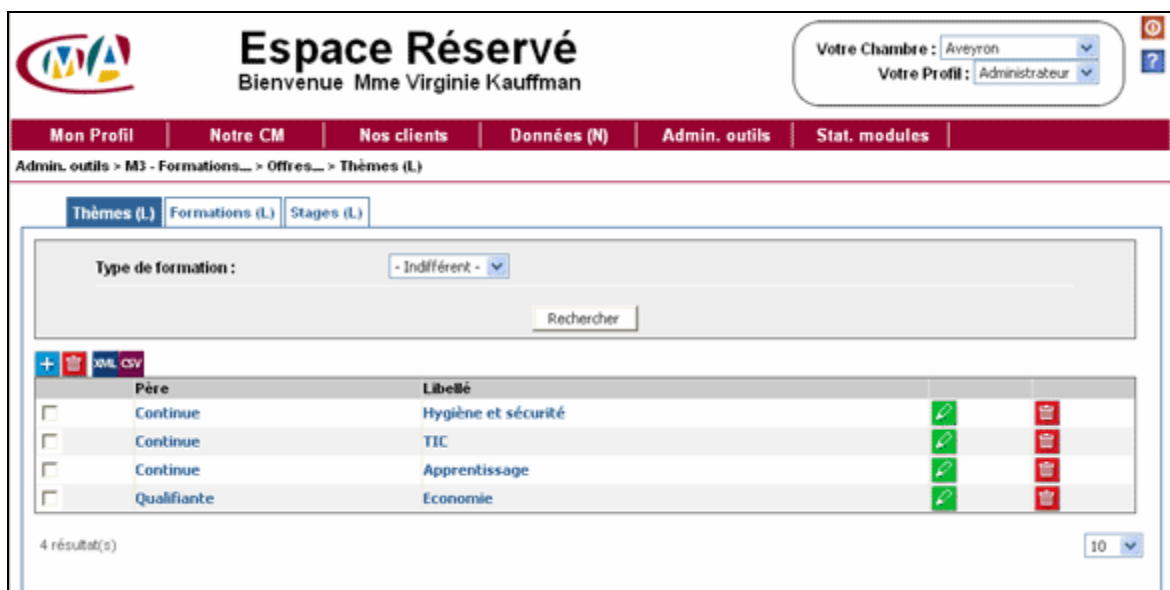 CMA
Espace Réservé
Bienvenue Mme Virginie Kauffman
Votre Chambre : Aveyron
Votre Profil : Administrateur
?
Mon Profil Notre CM Nos clients Données (N) Admin. outils Stat. modules
Admin. outils > M3 - Formations... > Offres... > Thèmes (L)
Thèmes (L) Formations (L) Stages (L)
Type de formation : - Indifférent -
Rechercher
+ XML CSV
Père Libellé
Continue Hygiène et sécurité
Continue TIC
Continue Apprentissage
Qualifiante Economie
4 résultat(s) 10